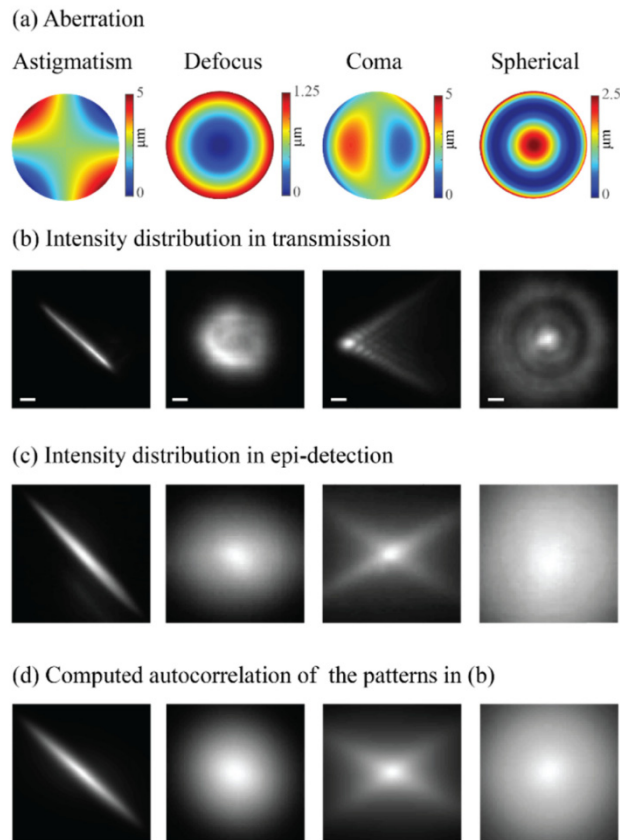 (a) Aberration
Astigmatism Defocus Coma Spherical
5 1.25 5 2.5
μm μm μm μm
0 0 0 0
(b) Intensity distribution in transmission
(c) Intensity distribution in epi-detection
(d) Computed autocorrelation of the patterns in (b)